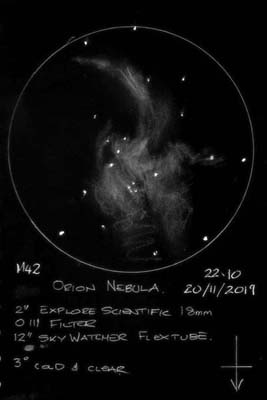 M42
22.10
ORION NEBULA. 20/11/2019
2" EXPLORE SCIENTIFIC 18mm
O III FILTER
12" SKY WATCHER FLEXTUBE.
3° COLD & CLEAR